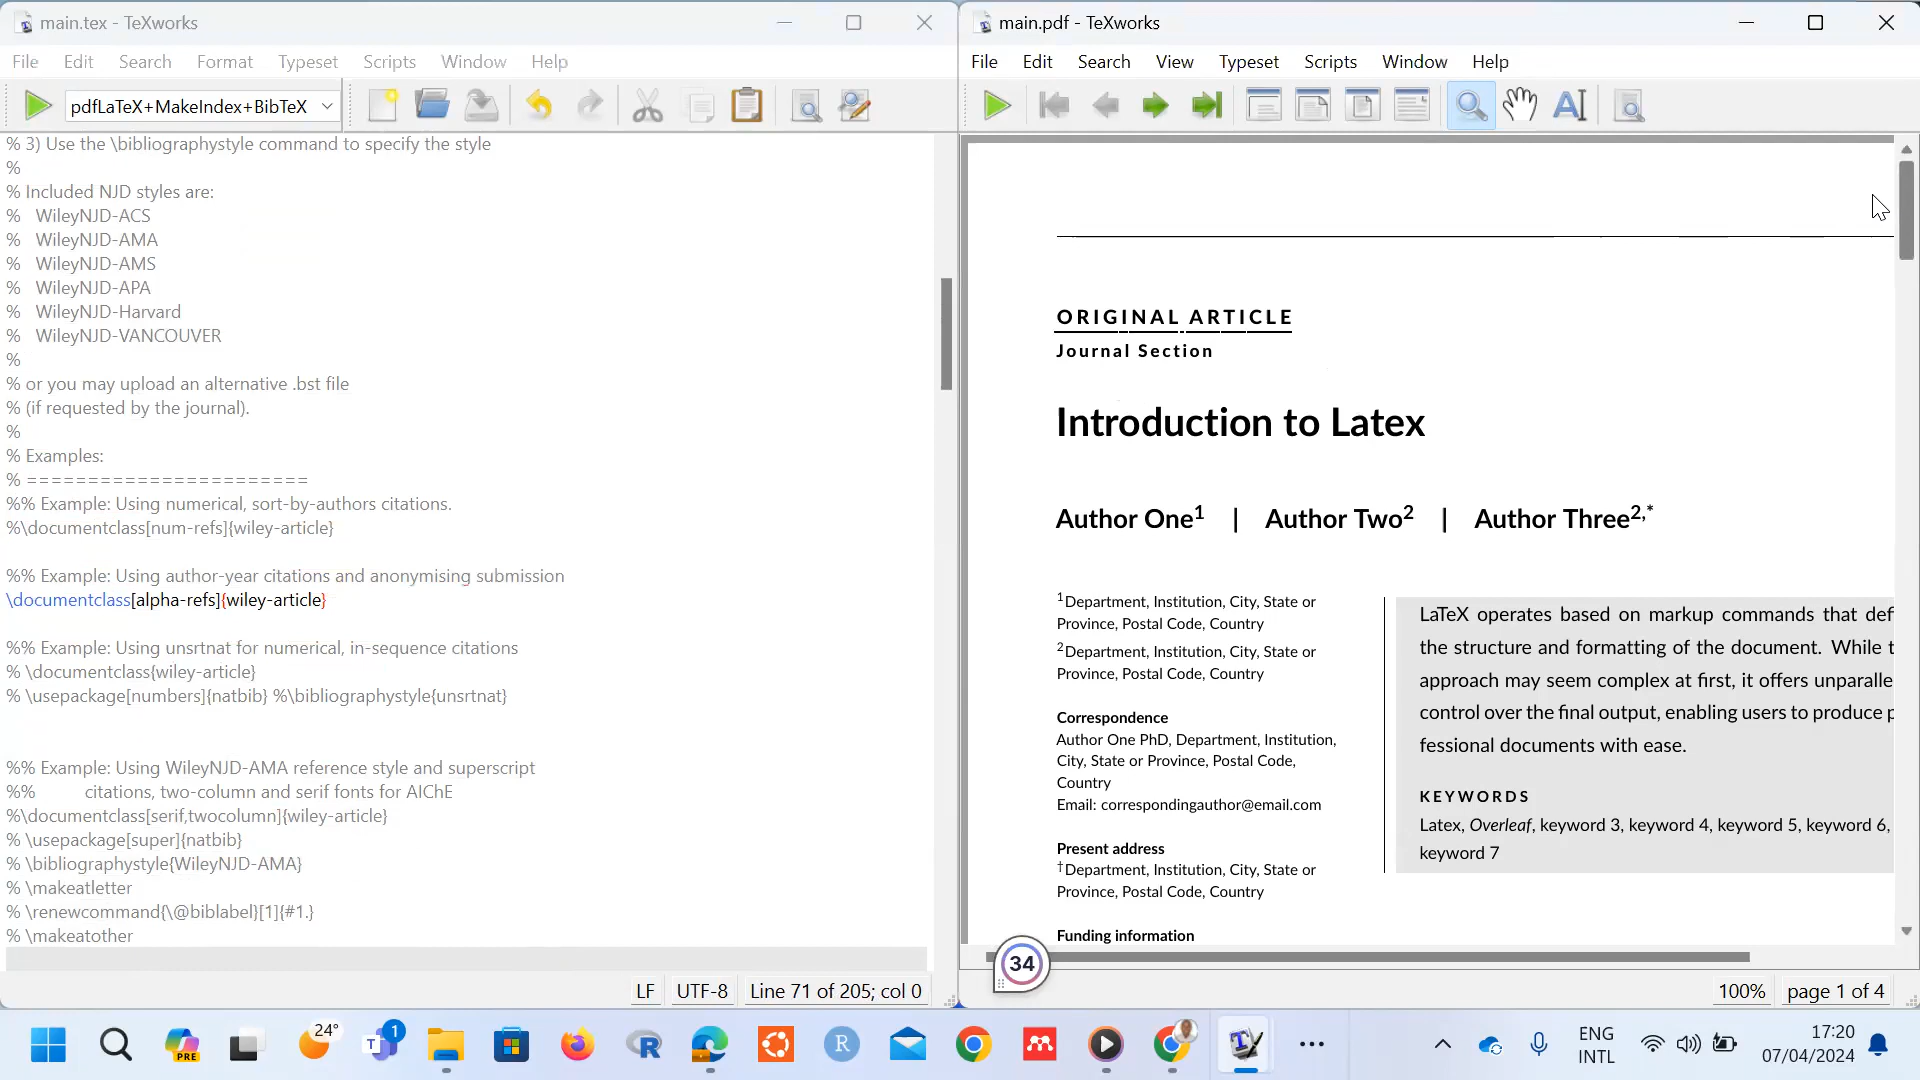 main.tex - TeXworks
File Edit Search Format Typeset Scripts Window Help
pdfLaTeX+MakeIndex+BibTeX
% 3) Use the \bibliographystyle command to specify the style
%
% Included NJD styles are:
% WileyNJD-ACS
% WileyNJD-AMA
% WileyNJD-AMS
% WileyNJD-APA
% WileyNJD-Harvard
% WileyNJD-VANCOUVER
%
% or you may upload an alternative .bst file
% (if requested by the journal).
%
% Examples:
% =======================
%% Example: Using numerical, sort-by-authors citations.
%\documentclass[num-refs]{wiley-article}
%% Example: Using author-year citations and anonymising submission
\documentclass[alpha-refs]{wiley-article}
%% Example: Using unsrtnat for numerical, in-sequence citations
% \documentclass{wiley-article}
% \usepackage[numbers]{natbib} %\bibliographystyle{unsrtnat}
%% Example: Using WileyNJD-AMA reference style and superscript
%% citations, two-column and serif fonts for AIChE
%\documentclass[serif,twocolumn]{wiley-article}
% \usepackage[super]{natbib}
% \bibliographystyle{WileyNJD-AMA}
% \makeatletter
% \renewcommand{\@biblabel}[1]{#1.}
% \makeatother
LF UTF-8 Line 71 of 205; col 0
main.pdf - TeXworks
File Edit Search View Typeset Scripts Window Help
ORIGINAL ARTICLE
Journal Section
Introduction to Latex
Author One1 | Author Two2 | Author Three2,*
1Department, Institution, City, State or
Province, Postal Code, Country
2Department, Institution, City, State or
Province, Postal Code, Country
Correspondence
Author One PhD, Department, Institution,
City, State or Province, Postal Code,
Country
Email: correspondingauthor@email.com
Present address
†Department, Institution, City, State or
Province, Postal Code, Country
Funding information
LaTeX operates based on markup commands that def
the structure and formatting of the document. While t
approach may seem complex at first, it offers unparalle
control over the final output, enabling users to produce p
fessional documents with ease.
KEYWORDS
Latex, Overleaf, keyword 3, keyword 4, keyword 5, keyword 6,
keyword 7
34
100% page 1 of 4
PRE
24°
T 1
R
R
ENG
INTL
17:20
07/04/2024